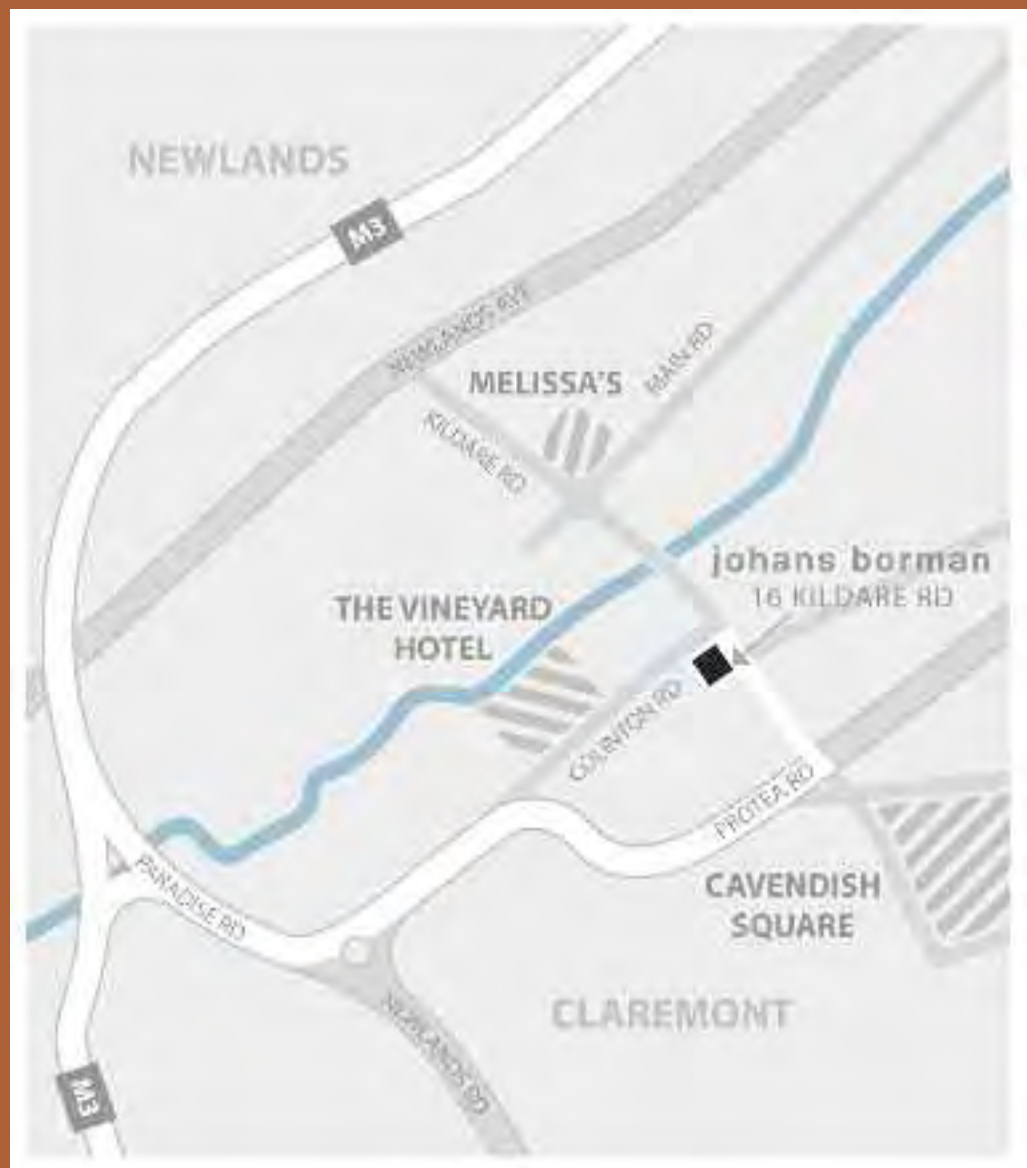 NEWLANDS
M3
NEWLANDS AVE
MELISSA'S
MAIN RD
KILDARE RD
johans borman
16 KILDARE RD
THE VINEYARD
HOTEL
COLINTON RD
PROTEA RD
PARADISE RD
CAVENDISH
SQUARE
CLAREMONT
NEWLANDS RD
M3